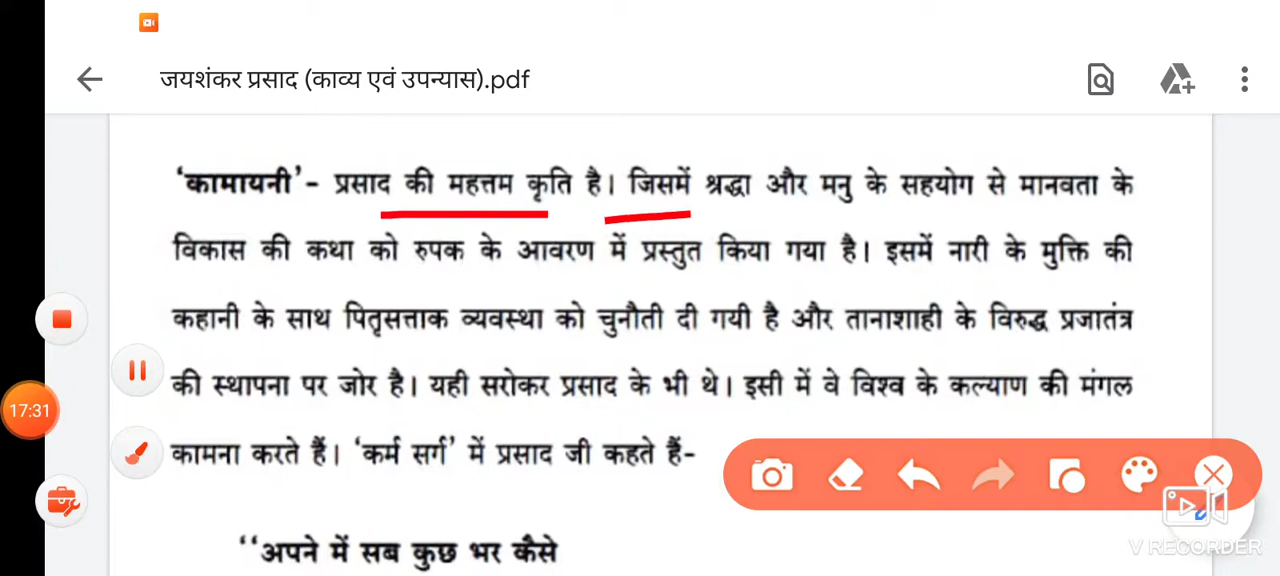 जयशंकर प्रसाद (काव्य एवं उपन्यास).pdf
‘कामायनी’- प्रसाद की महत्तम कृति है। जिसमें श्रद्धा और मनु के सहयोग से मानवता के
विकास की कथा को रुपक के आवरण में प्रस्तुत किया गया है। इसमें नारी के मुक्ति की
कहानी के साथ पितृसत्ताक व्यवस्था को चुनौती दी गयी है और तानाशाही के विरुद्ध प्रजातंत्र
की स्थापना पर जोर है। यही सरोकर प्रसाद के भी थे। इसी में वे विश्व के कल्याण की मंगल
17:31
कामना करते हैं। ‘कर्म सर्ग’ में प्रसाद जी कहते हैं-
V RECORDER
‘‘अपने में सब कुछ भर कैसे